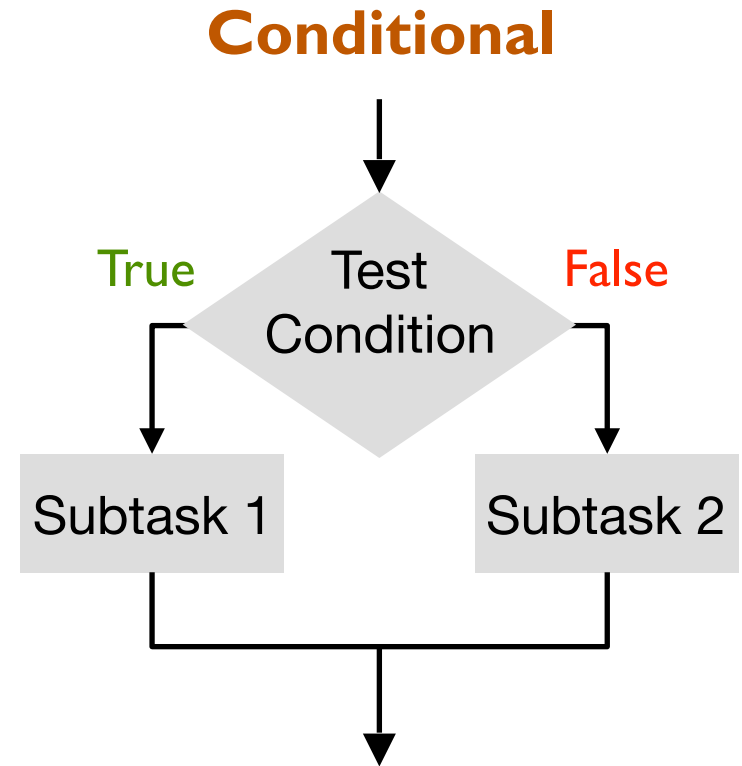 Conditional
True
Test
Condition
False
Subtask 1
Subtask 2